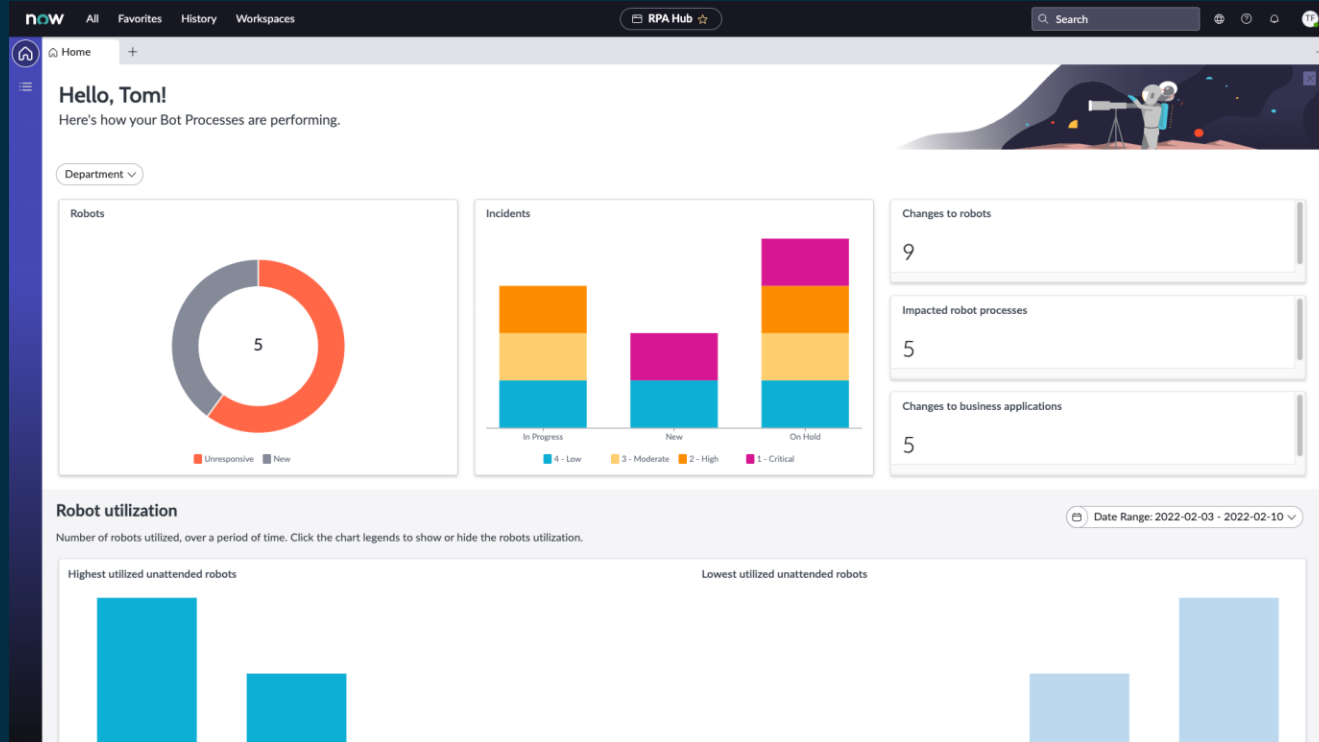 now All Favorites History Workspaces RPA Hub Search TF
Home
Hello, Tom!
Here's how your Bot Processes are performing.
Department
Robots
5
Unresponsive New
Incidents
In Progress New On Hold
4 - Low 3 - Moderate 2 - High 1 - Critical
Changes to robots
9
Impacted robot processes
5
Changes to business applications
5
Robot utilization
Date Range: 2022-02-03 - 2022-02-10
Number of robots utilized, over a period of time. Click the chart legends to show or hide the robots utilization.
Highest utilized unattended robots
Lowest utilized unattended robots